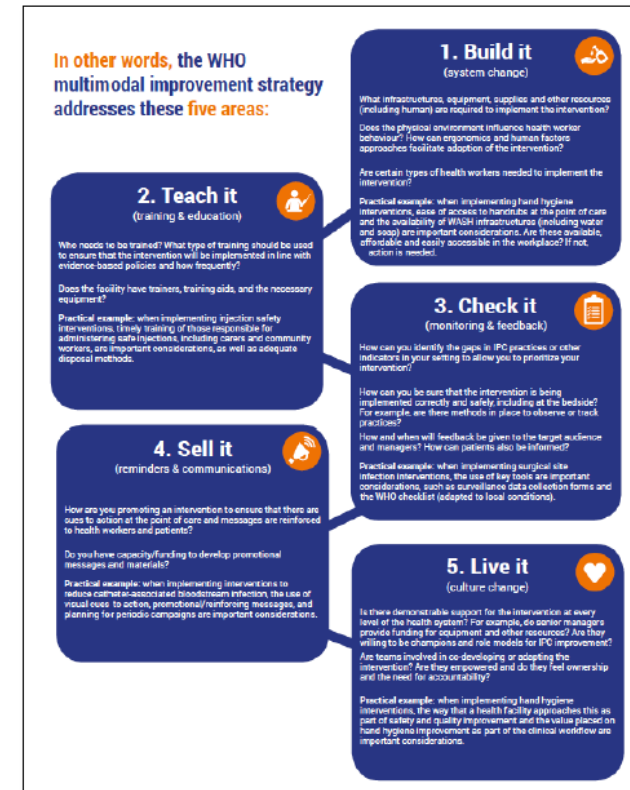 In other words, the WHO
multimodal improvement strategy
addresses these five areas:
1. Build it
(system change)
What infrastructures, equipment, supplies and other resources
(including human) are required to implement the intervention?
Does the physical environment influence health worker
behaviour? How can ergonomics and human factors
approaches facilitate adoption of the intervention?
Are certain types of health workers needed to implement the
intervention?
Practical example: when implementing hand hygiene
interventions, ease of access to handrubs at the point of care
and the availability of WASH infrastructures (including water
and soap) are important considerations. Are these available,
affordable and easily accessible in the workplace? If not,
action is needed.
2. Teach it
(training & education)
Who needs to be trained? What type of training should be used
to ensure that the intervention will be implemented in line with
evidence-based policies and how frequently?
Does the facility have trainers, training aids, and the necessary
equipment?
Practical example: when implementing injection safety
interventions, timely training of those responsible for
administering safe injections, including carers and community
workers, are important considerations, as well as adequate
disposal methods.
3. Check it
(monitoring & feedback)
How can you identify the gaps in IPC practices or other
indicators in your setting to allow you to prioritize your
intervention?
How can you be sure that the intervention is being
implemented correctly and safely, including at the bedside?
For example, are there methods in place to observe or track
practices?
How and when will feedback be given to the target audience
and managers? How can patients also be informed?
Practical example: when implementing surgical site
infection interventions, the use of key tools are important
considerations, such as surveillance data collection forms and
the WHO checklist (adapted to local conditions).
4. Sell it
(reminders & communications)
How are you promoting an intervention to ensure that there are
cues to action at the point of care and messages are reinforced
to health workers and patients?
Do you have capacity/funding to develop promotional
messages and materials?
Practical example: when implementing interventions to
reduce catheter-associated bloodstream infection, the use of
visual cues to action, promotional/reinforcing messages, and
planning for periodic campaigns are important considerations.
5. Live it
(culture change)
Is there demonstrable support for the intervention at every
level of the health system? For example, do senior managers
provide funding for equipment and other resources? Are they
willing to be champions and role models for IPC improvement?
Are teams involved in co-developing or adapting the
intervention? Are they empowered and do they feel ownership
and the need for accountability?
Practical example: when implementing hand hygiene
interventions, the way that a health facility approaches this as
part of safety and quality improvement and the value placed on
hand hygiene improvement as part of the clinical workflow are
important considerations.